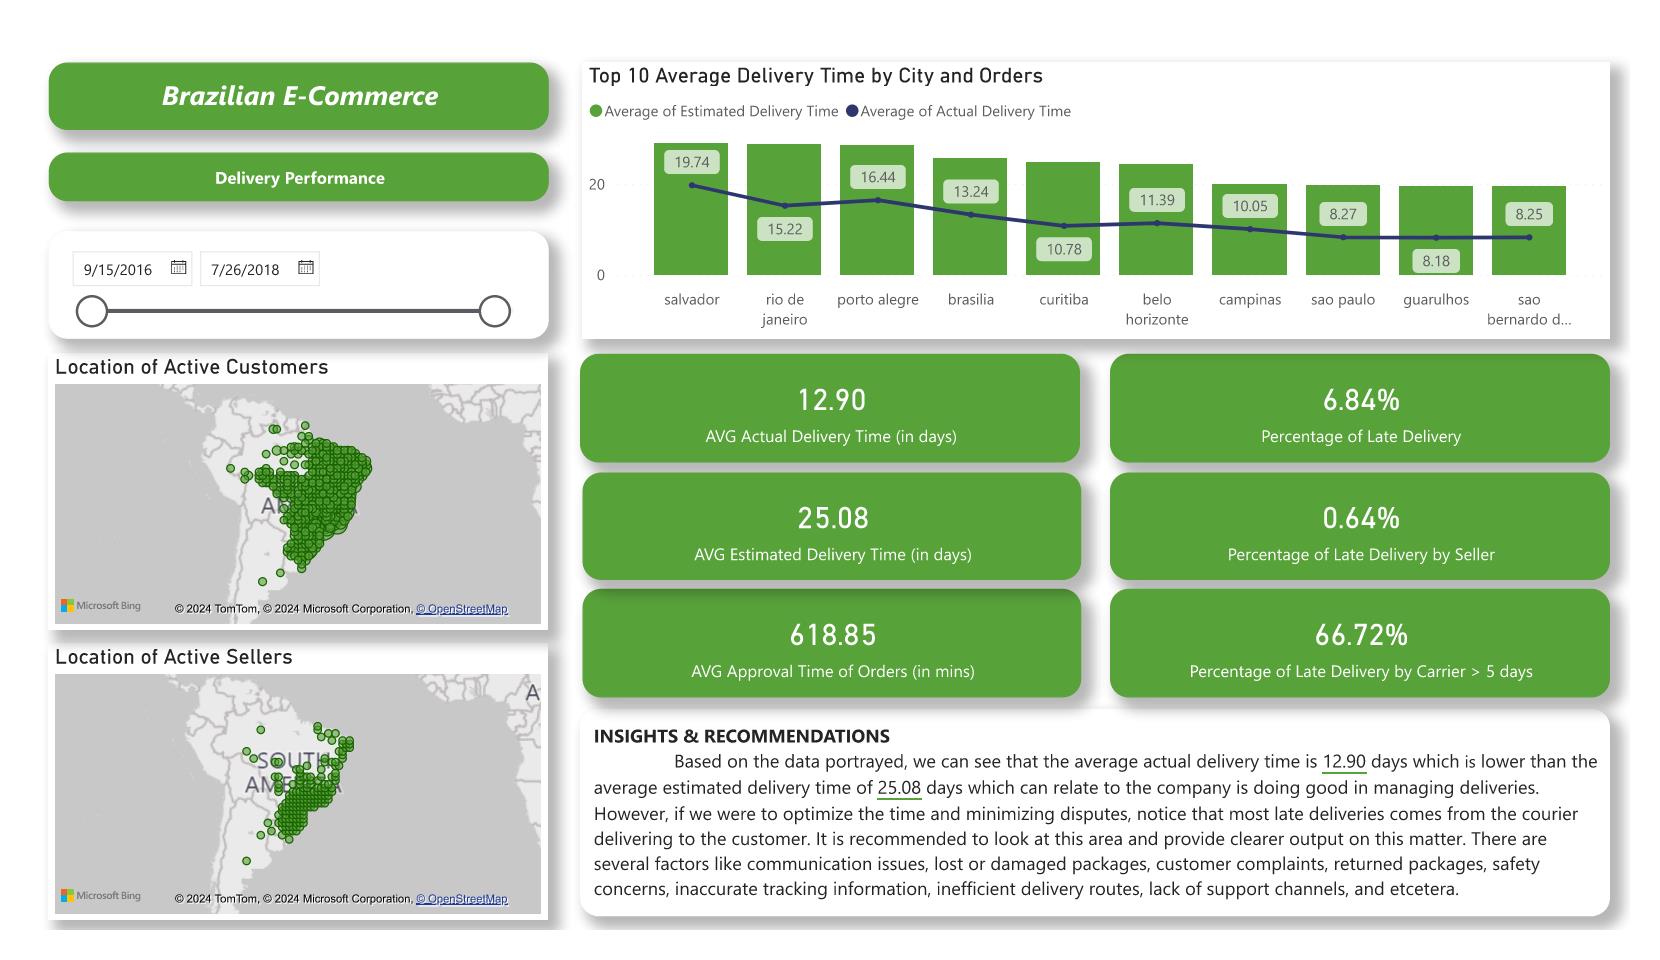 Brazilian E-Commerce
Delivery Performance
9/15/2016
7/26/2018
Location of Active Customers
Microsoft Bing
© 2024 TomTom, © 2024 Microsoft Corporation, © OpenStreetMap
Location of Active Sellers
SOUTH
Microsoft Bing
© 2024 TomTom, © 2024 Microsoft Corporation, © OpenStreetMap
Top 10 Average Delivery Time by City and Orders
Average of Estimated Delivery Time
Average of Actual Delivery Time
20
0
19.74
15.22
16.44
13.24
10.78
11.39
10.05
8.27
8.18
8.25
salvador
rio de
janeiro
porto alegre
brasilia
curitiba
belo
horizonte
campinas
sao paulo
guarulhos
sao
bernardo d...
12.90
AVG Actual Delivery Time (in days)
6.84%
Percentage of Late Delivery
25.08
AVG Estimated Delivery Time (in days)
0.64%
Percentage of Late Delivery by Seller
618.85
AVG Approval Time of Orders (in mins)
66.72%
Percentage of Late Delivery by Carrier > 5 days
INSIGHTS & RECOMMENDATIONS
Based on the data portrayed, we can see that the average actual delivery time is 12.90 days which is lower than the
average estimated delivery time of 25.08 days which can relate to the company is doing good in managing deliveries.
However, if we were to optimize the time and minimizing disputes, notice that most late deliveries comes from the courier
delivering to the customer. It is recommended to look at this area and provide clearer output on this matter. There are
several factors like communication issues, lost or damaged packages, customer complaints, returned packages, safety
concerns, inaccurate tracking information, inefficient delivery routes, lack of support channels, and etcetera.